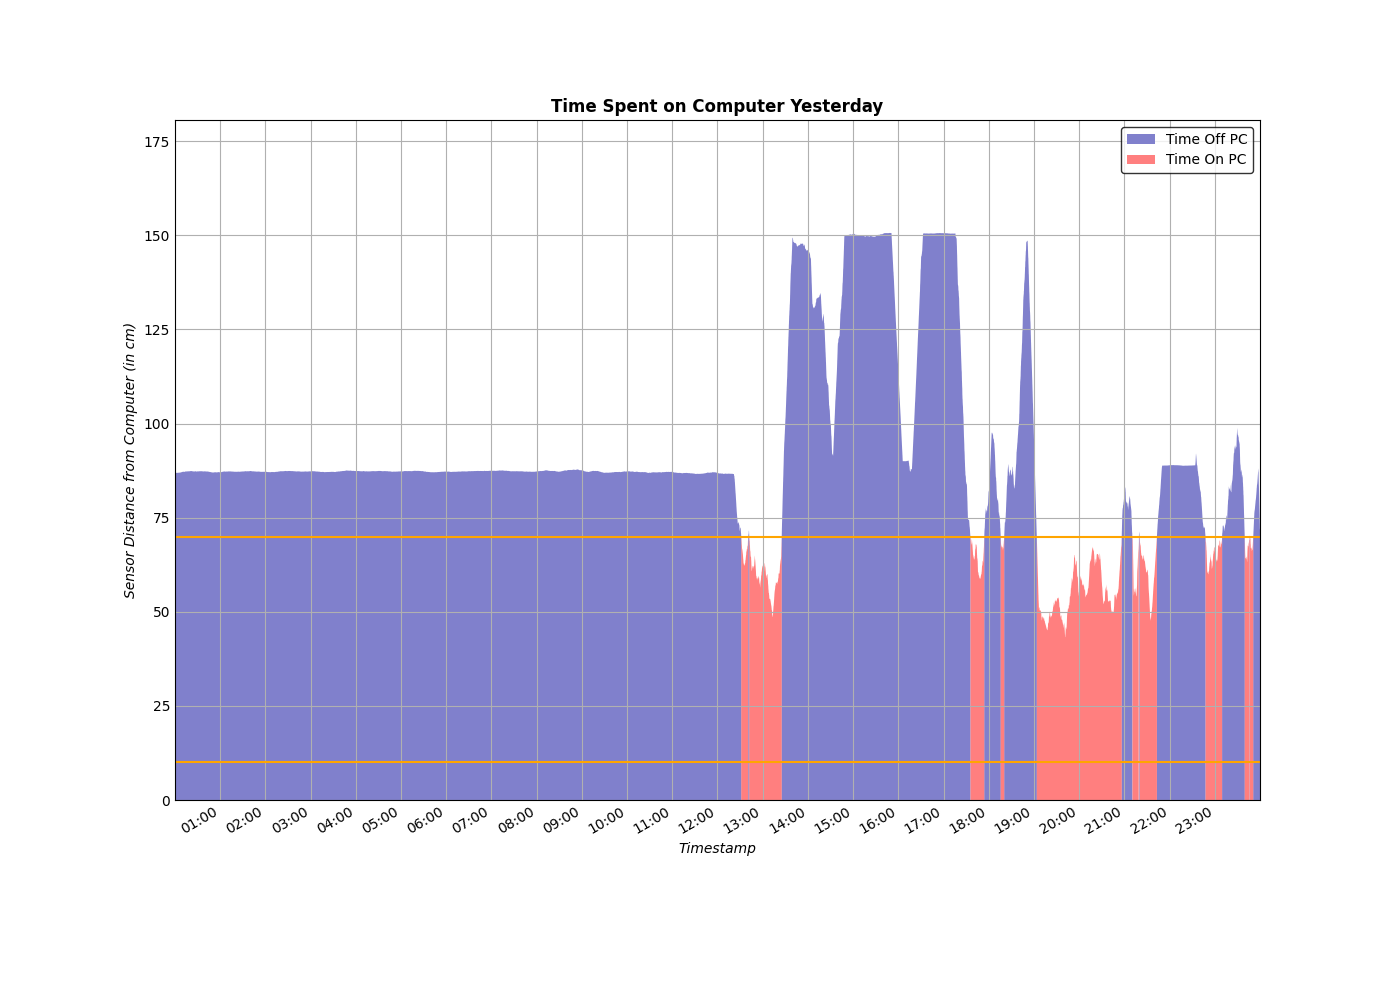 Time Spent on Computer Yesterday
Time Off PC
Time On PC
175
150
125
100
75
50
25
0
Sensor Distance from Computer (in cm)
01:00 02:00 03:00 04:00 05:00 06:00 07:00 08:00 09:00 10:00 11:00 12:00 13:00 14:00 15:00 16:00 17:00 18:00 19:00 20:00 21:00 22:00 23:00
Timestamp